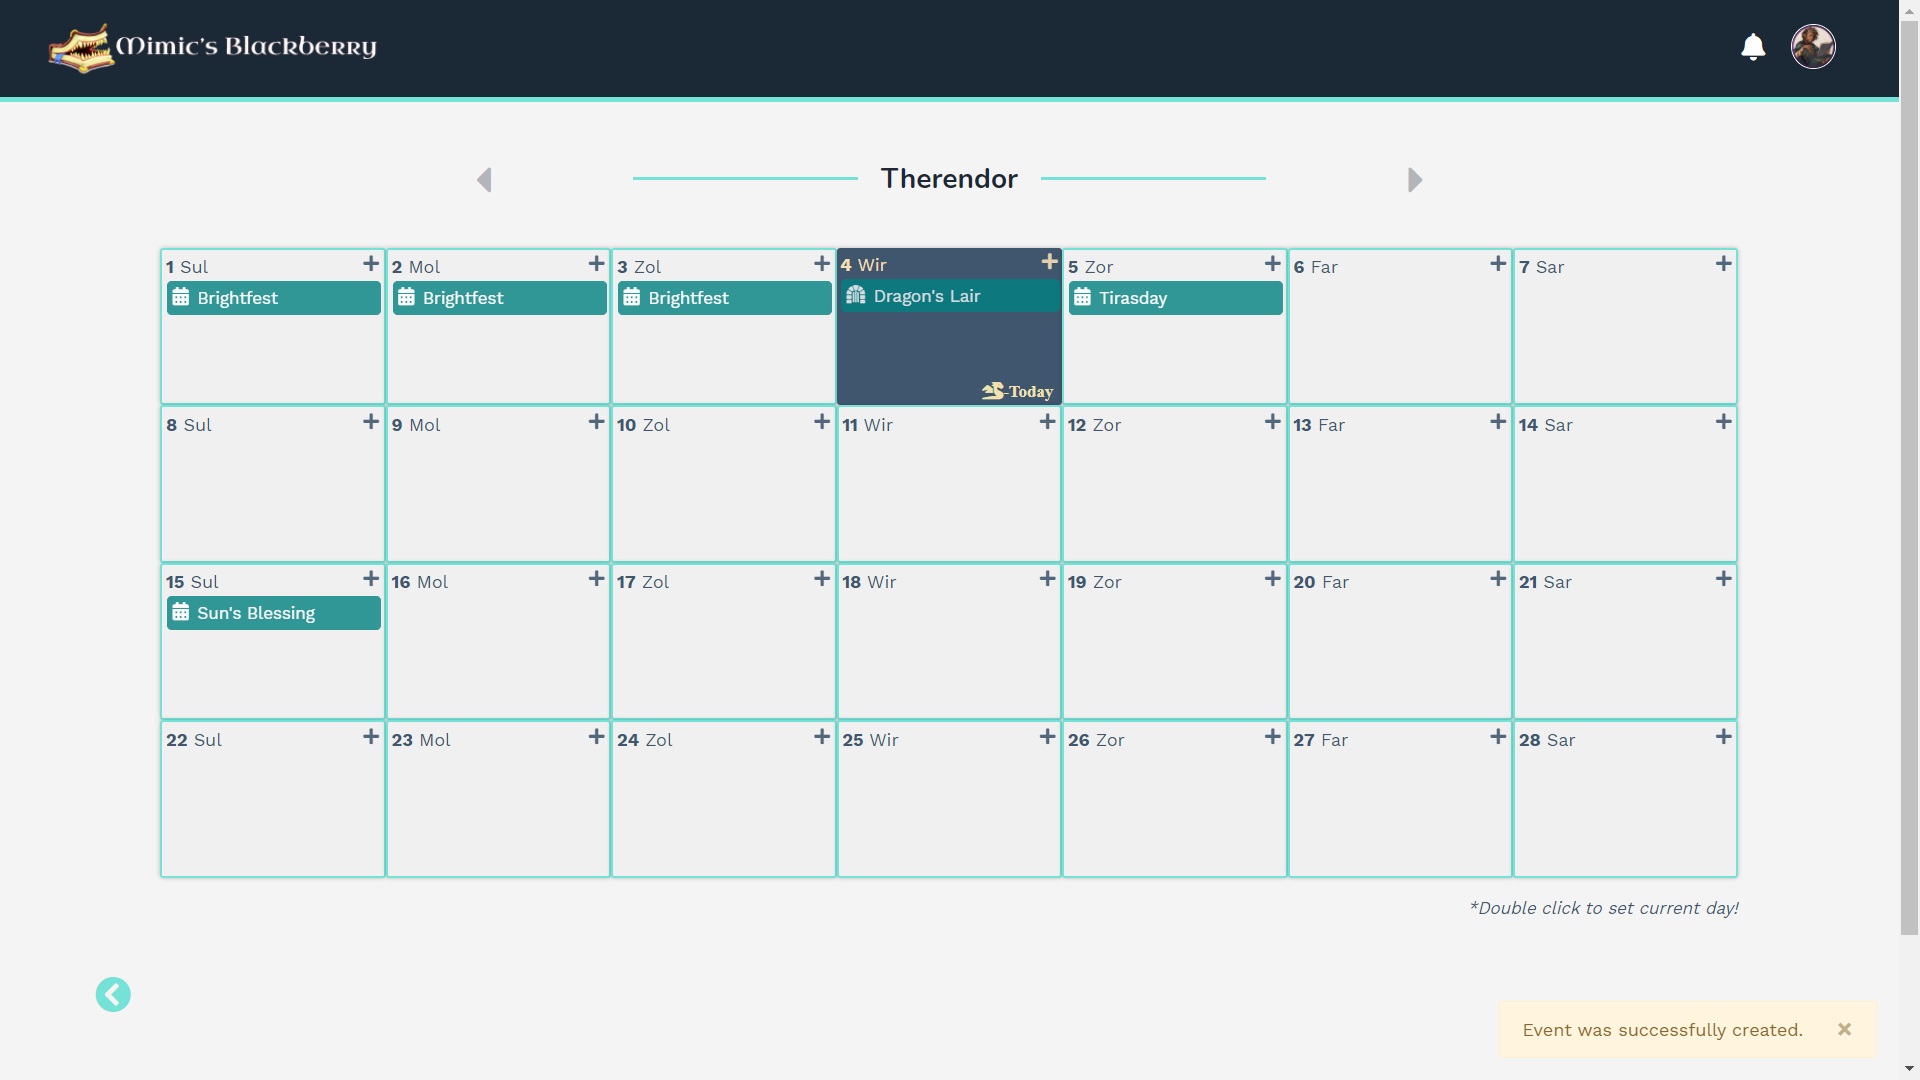 Mimic's Blackberry
Therendor
1 Sul
2 Mol
3 Zol
4 Wir
5 Zor
6 Far
7 Sar
Brightfest
Brightfest
Brightfest
Dragon's Lair
Tirasday
-Today
8 Sul
9 Mol
10 Zol
11 Wir
12 Zor
13 Far
14 Sar
15 Sul
16 Mol
17 Zol
18 Wir
19 Zor
20 Far
21 Sar
Sun's Blessing
22 Sul
23 Mol
24 Zol
25 Wir
26 Zor
27 Far
28 Sar
*Double click to set current day!
Event was successfully created.